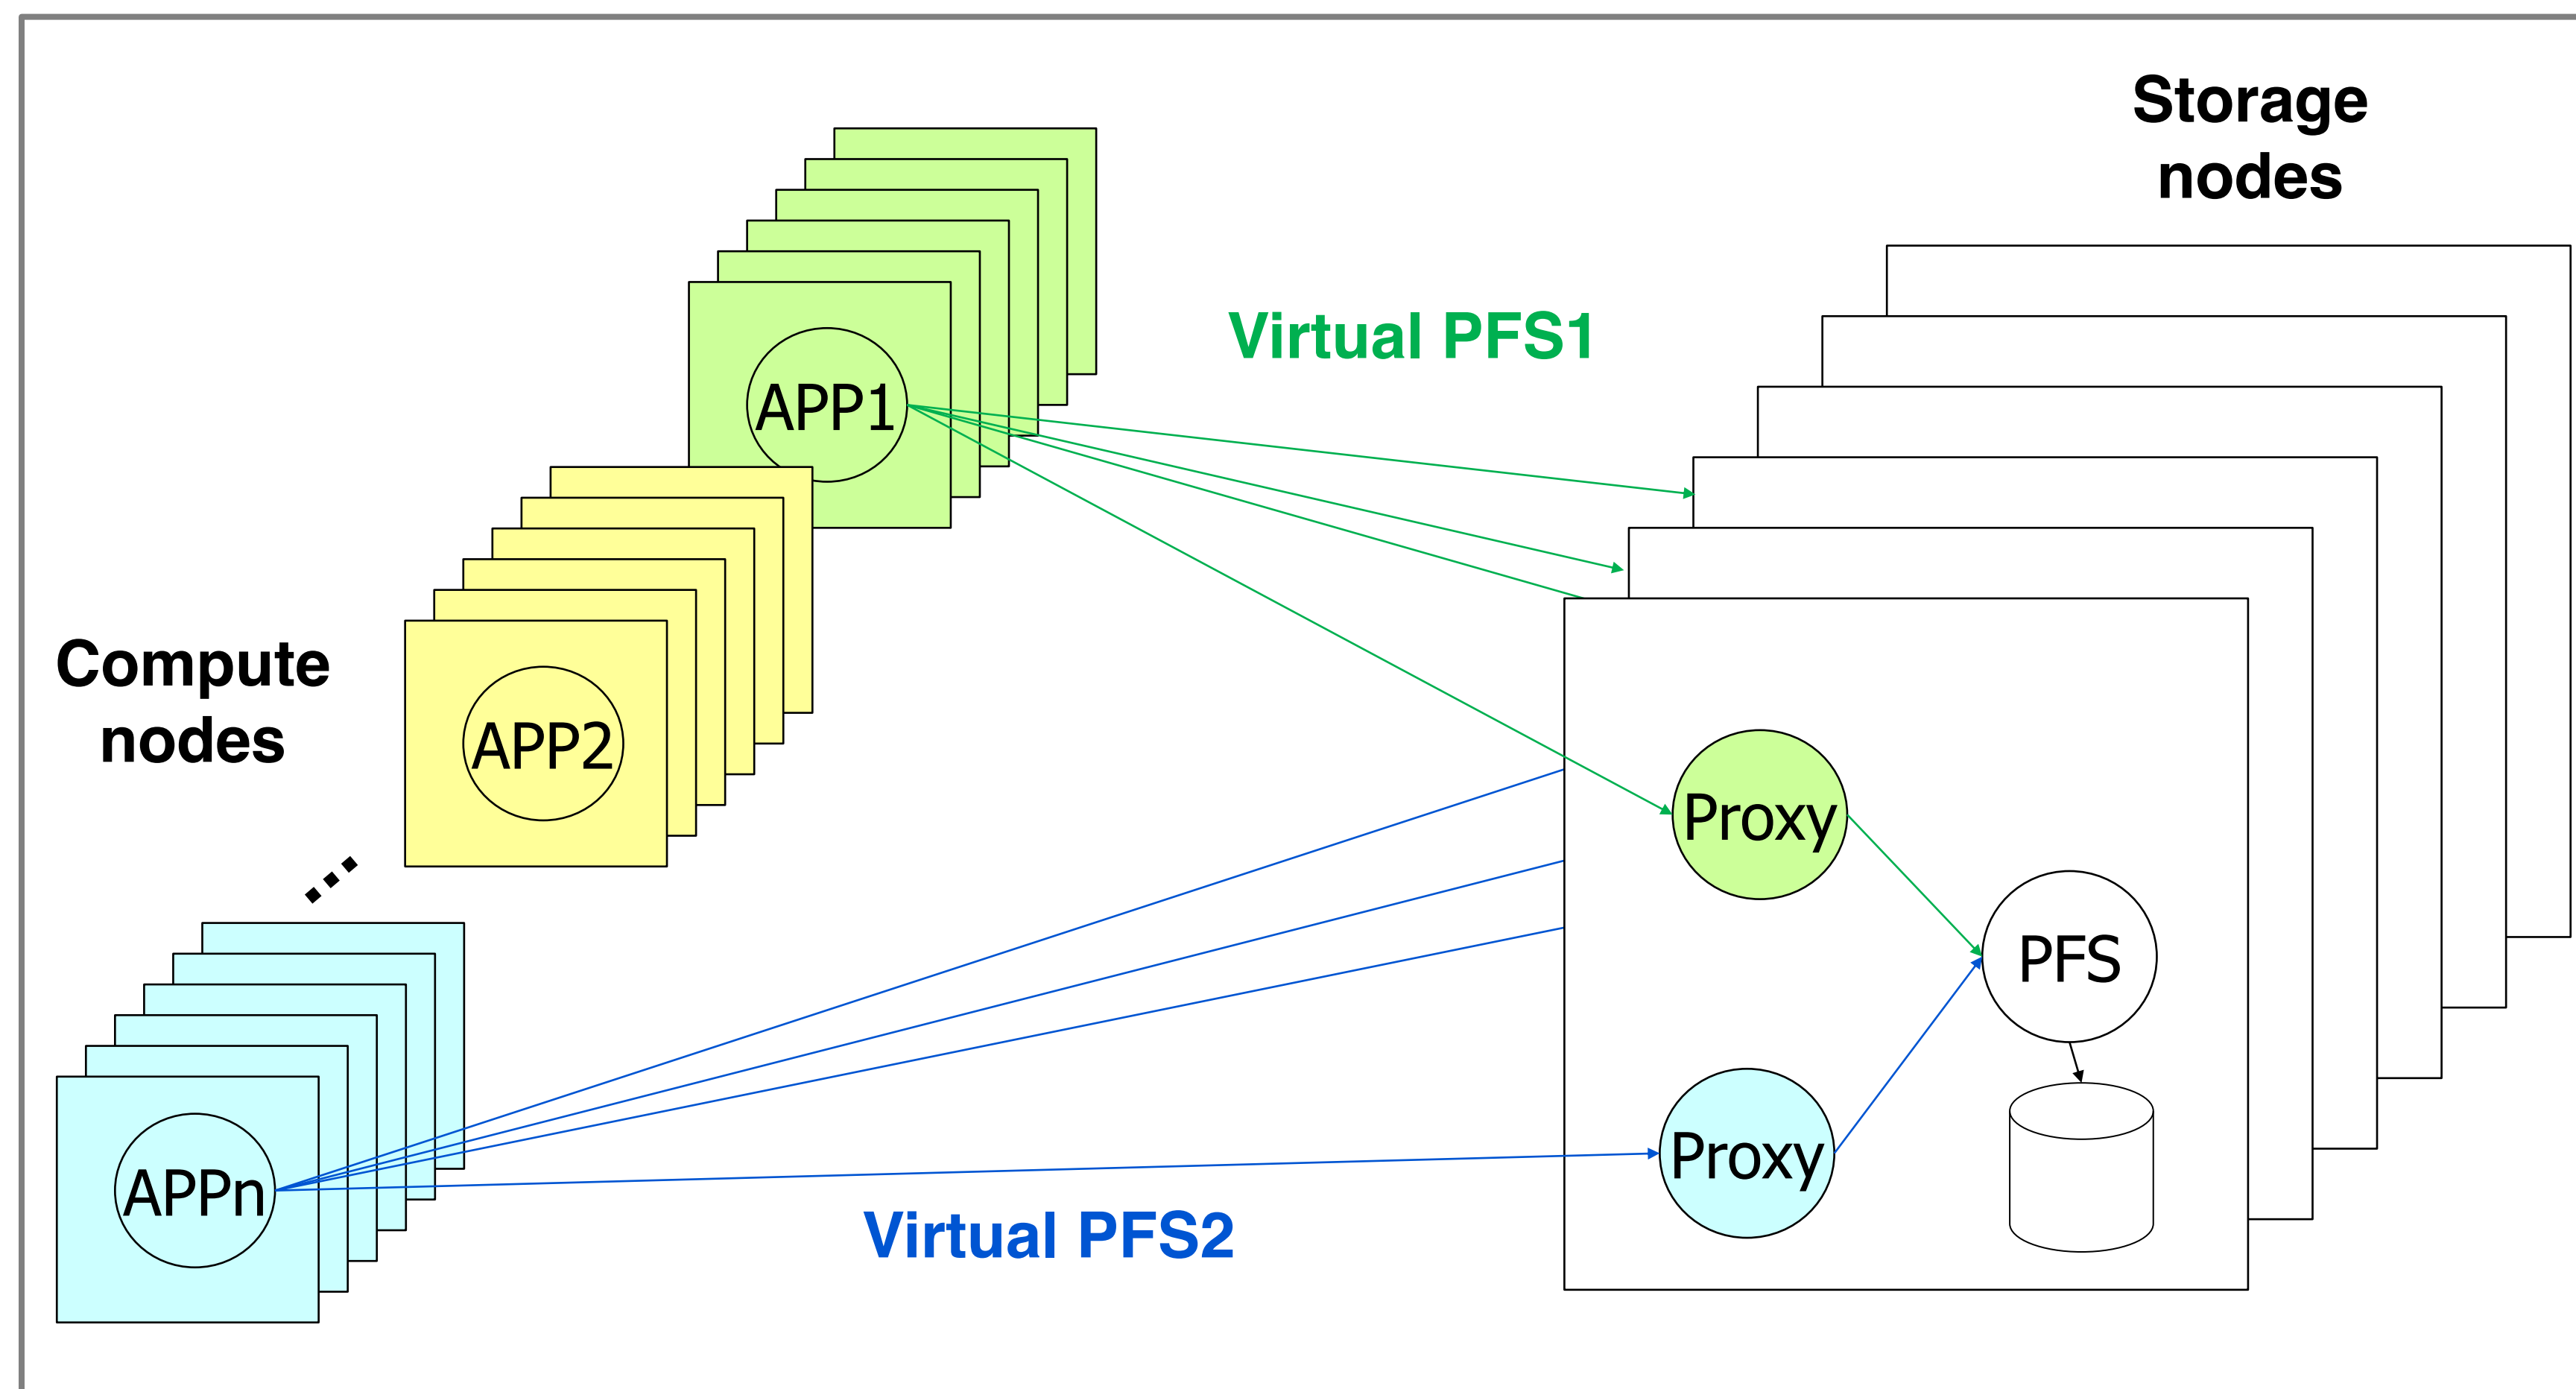 Storage
nodes
Virtual PFS1
APP1
Compute
nodes
APP2
Proxy
PFS
APPn
Proxy
Virtual PFS2